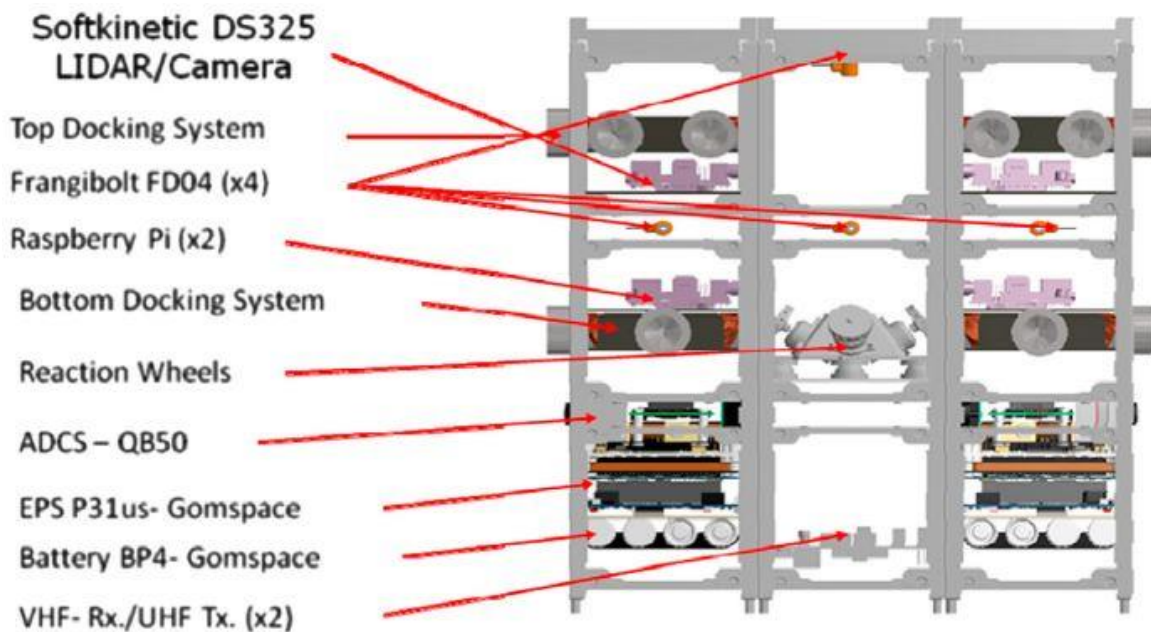 Softkinetic DS325
LIDAR/Camera
Top Docking System
Frangibolt FD04 (x4)
Raspberry Pi (x2)
Bottom Docking System
Reaction Wheels
ADCS – QB50
EPS P31us- Gomspace
Battery BP4- Gomspace
VHF- Rx./UHF Tx. (x2)